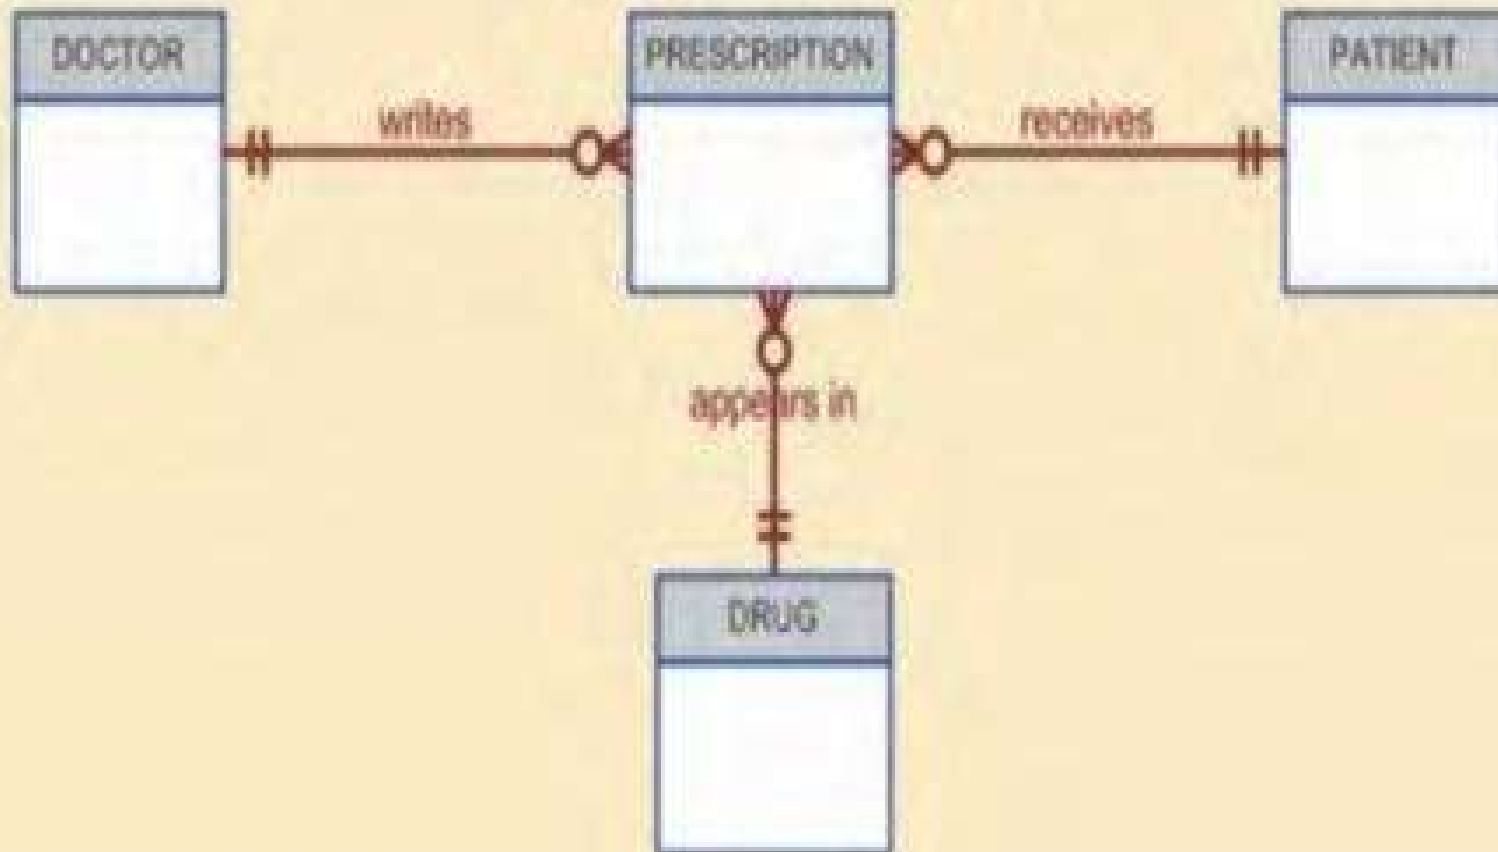 DOCTOR
PRESCRIPTION
PATIENT
writes
receives
appears in
DRUG